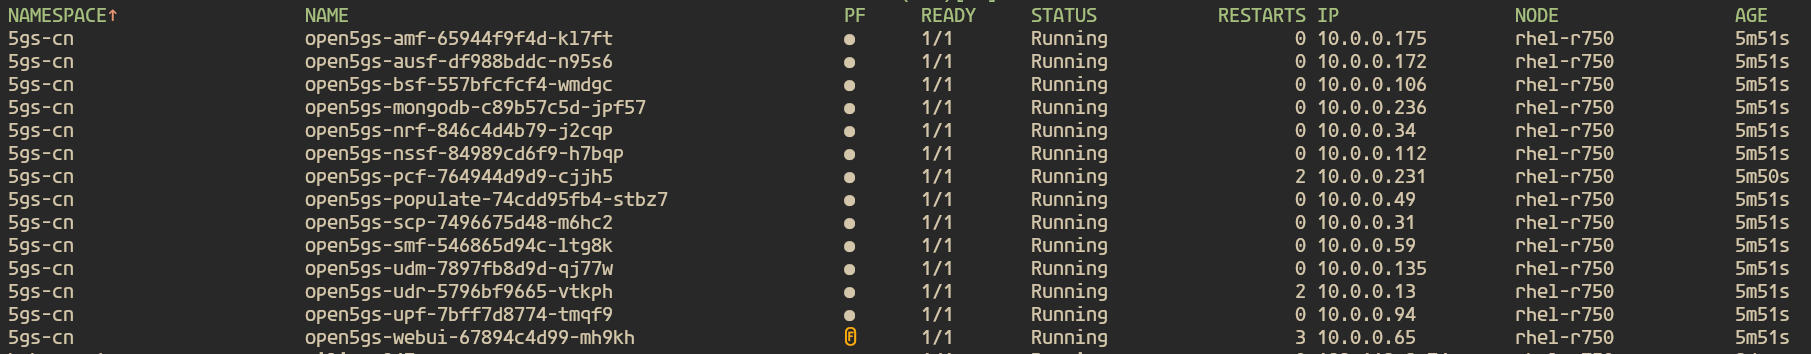 NAMESPACE↑ NAME PF READY STATUS RESTARTS IP NODE AGE
5gs-cn open5gs-amf-65944f9f4d-kl7ft ● 1/1 Running 0 10.0.0.175 rhel-r750 5m51s
5gs-cn open5gs-ausf-df988bddc-n95s6 ● 1/1 Running 0 10.0.0.172 rhel-r750 5m51s
5gs-cn open5gs-bsf-557bfcfcf4-wmdgc ● 1/1 Running 0 10.0.0.106 rhel-r750 5m51s
5gs-cn open5gs-mongodb-c89b57c5d-jpf57 ● 1/1 Running 0 10.0.0.236 rhel-r750 5m51s
5gs-cn open5gs-nrf-846c4d4b79-j2cqp ● 1/1 Running 0 10.0.0.34 rhel-r750 5m51s
5gs-cn open5gs-nssf-84989cd6f9-h7bqp ● 1/1 Running 0 10.0.0.112 rhel-r750 5m51s
5gs-cn open5gs-pcf-764944d9d9-cjjh5 ● 1/1 Running 2 10.0.0.231 rhel-r750 5m50s
5gs-cn open5gs-populate-74cdd95fb4-stbz7 ● 1/1 Running 0 10.0.0.49 rhel-r750 5m51s
5gs-cn open5gs-scp-7496675d48-m6hc2 ● 1/1 Running 0 10.0.0.31 rhel-r750 5m51s
5gs-cn open5gs-smf-546865d94c-ltg8k ● 1/1 Running 0 10.0.0.59 rhel-r750 5m51s
5gs-cn open5gs-udm-7897fb8d9d-qj77w ● 1/1 Running 0 10.0.0.135 rhel-r750 5m51s
5gs-cn open5gs-udr-5796bf9665-vtkph ● 1/1 Running 2 10.0.0.13 rhel-r750 5m51s
5gs-cn open5gs-upf-7bff7d8774-tmqf9 ● 1/1 Running 0 10.0.0.94 rhel-r750 5m51s
5gs-cn open5gs-webui-67894c4d99-mh9kh F 1/1 Running 3 10.0.0.65 rhel-r750 5m51s